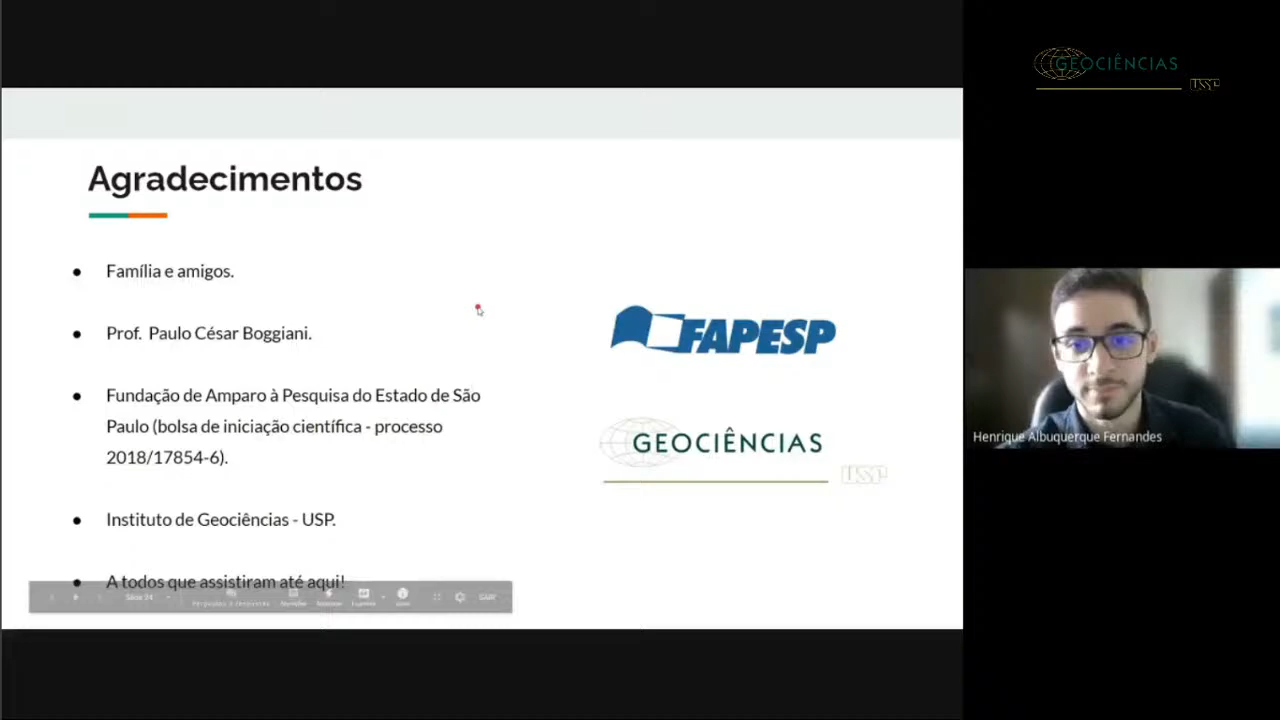 GEOCIÊNCIAS
USP
Agradecimentos
● Família e amigos.
● Prof. Paulo César Boggiani.
● Fundação de Amparo à Pesquisa do Estado de São
Paulo (bolsa de iniciação científica - processo
2018/17854-6).
● Instituto de Geociências - USP.
● A todos que assistiram até aqui!
FAPESP
GEOCIÊNCIAS
USP
Henrique Albuquerque Fernandes
Slide 24